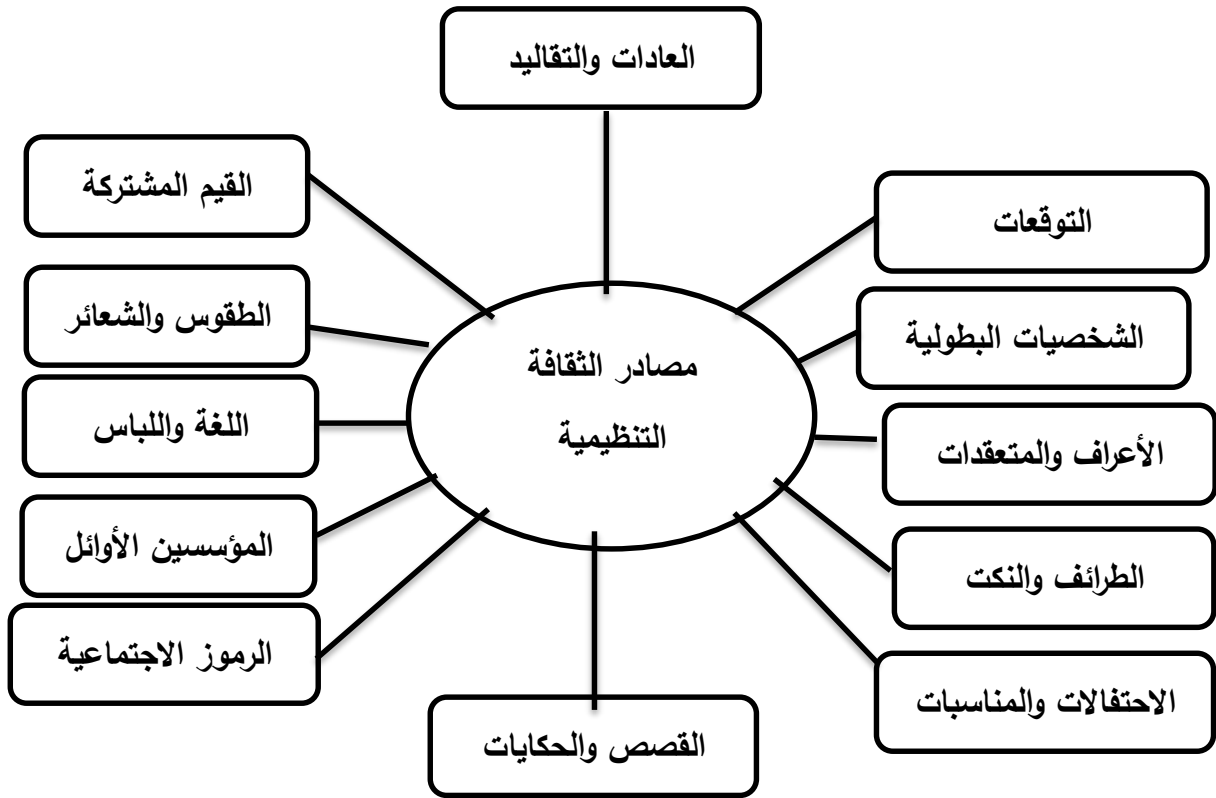 العادات والتقاليد
القيم المشتركة
التوقعات
الطقوس والشعائر
الشخصيات البطولية
مصادر الثقافة
التنظيمية
اللغة واللباس
الأعراف والمتعقدات
المؤسسين الأوائل
الطرائف والنكت
الرموز الاجتماعية
الاحتفالات والمناسبات
القصص والحكايات